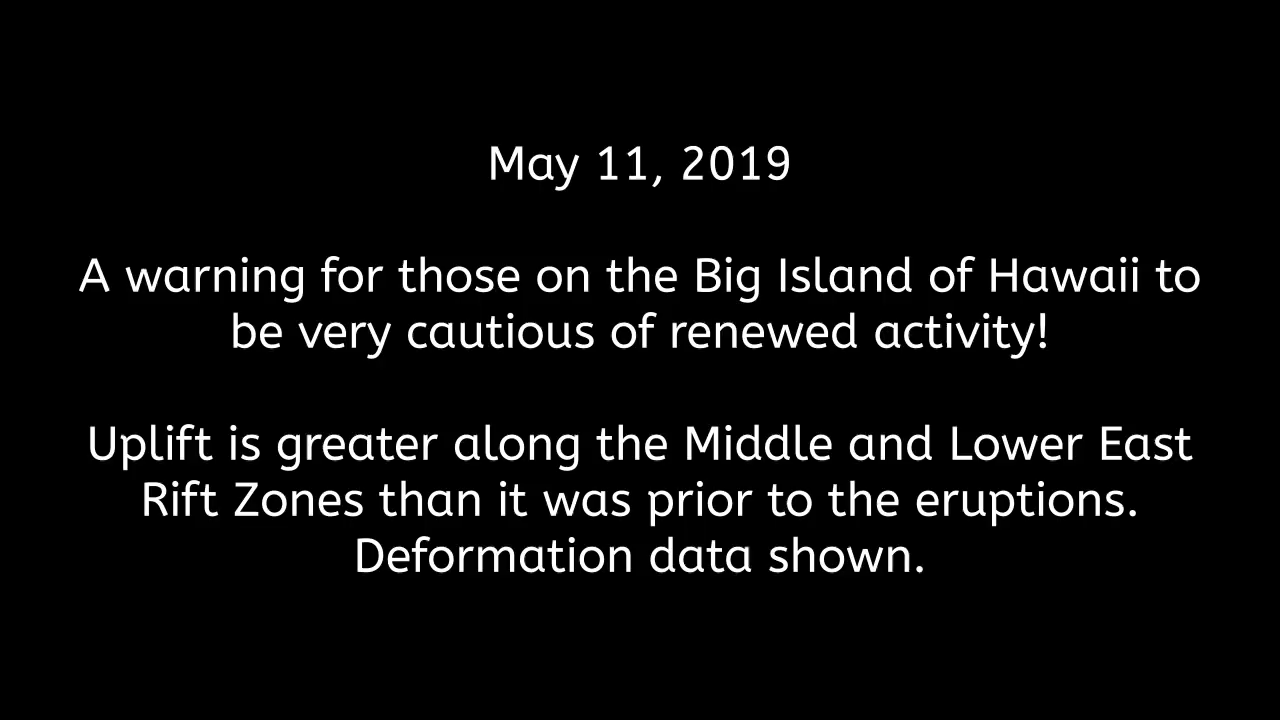 May 11, 2019
A warning for those on the Big Island of Hawaii to
be very cautious of renewed activity!
Uplift is greater along the Middle and Lower East
Rift Zones than it was prior to the eruptions.
Deformation data shown.